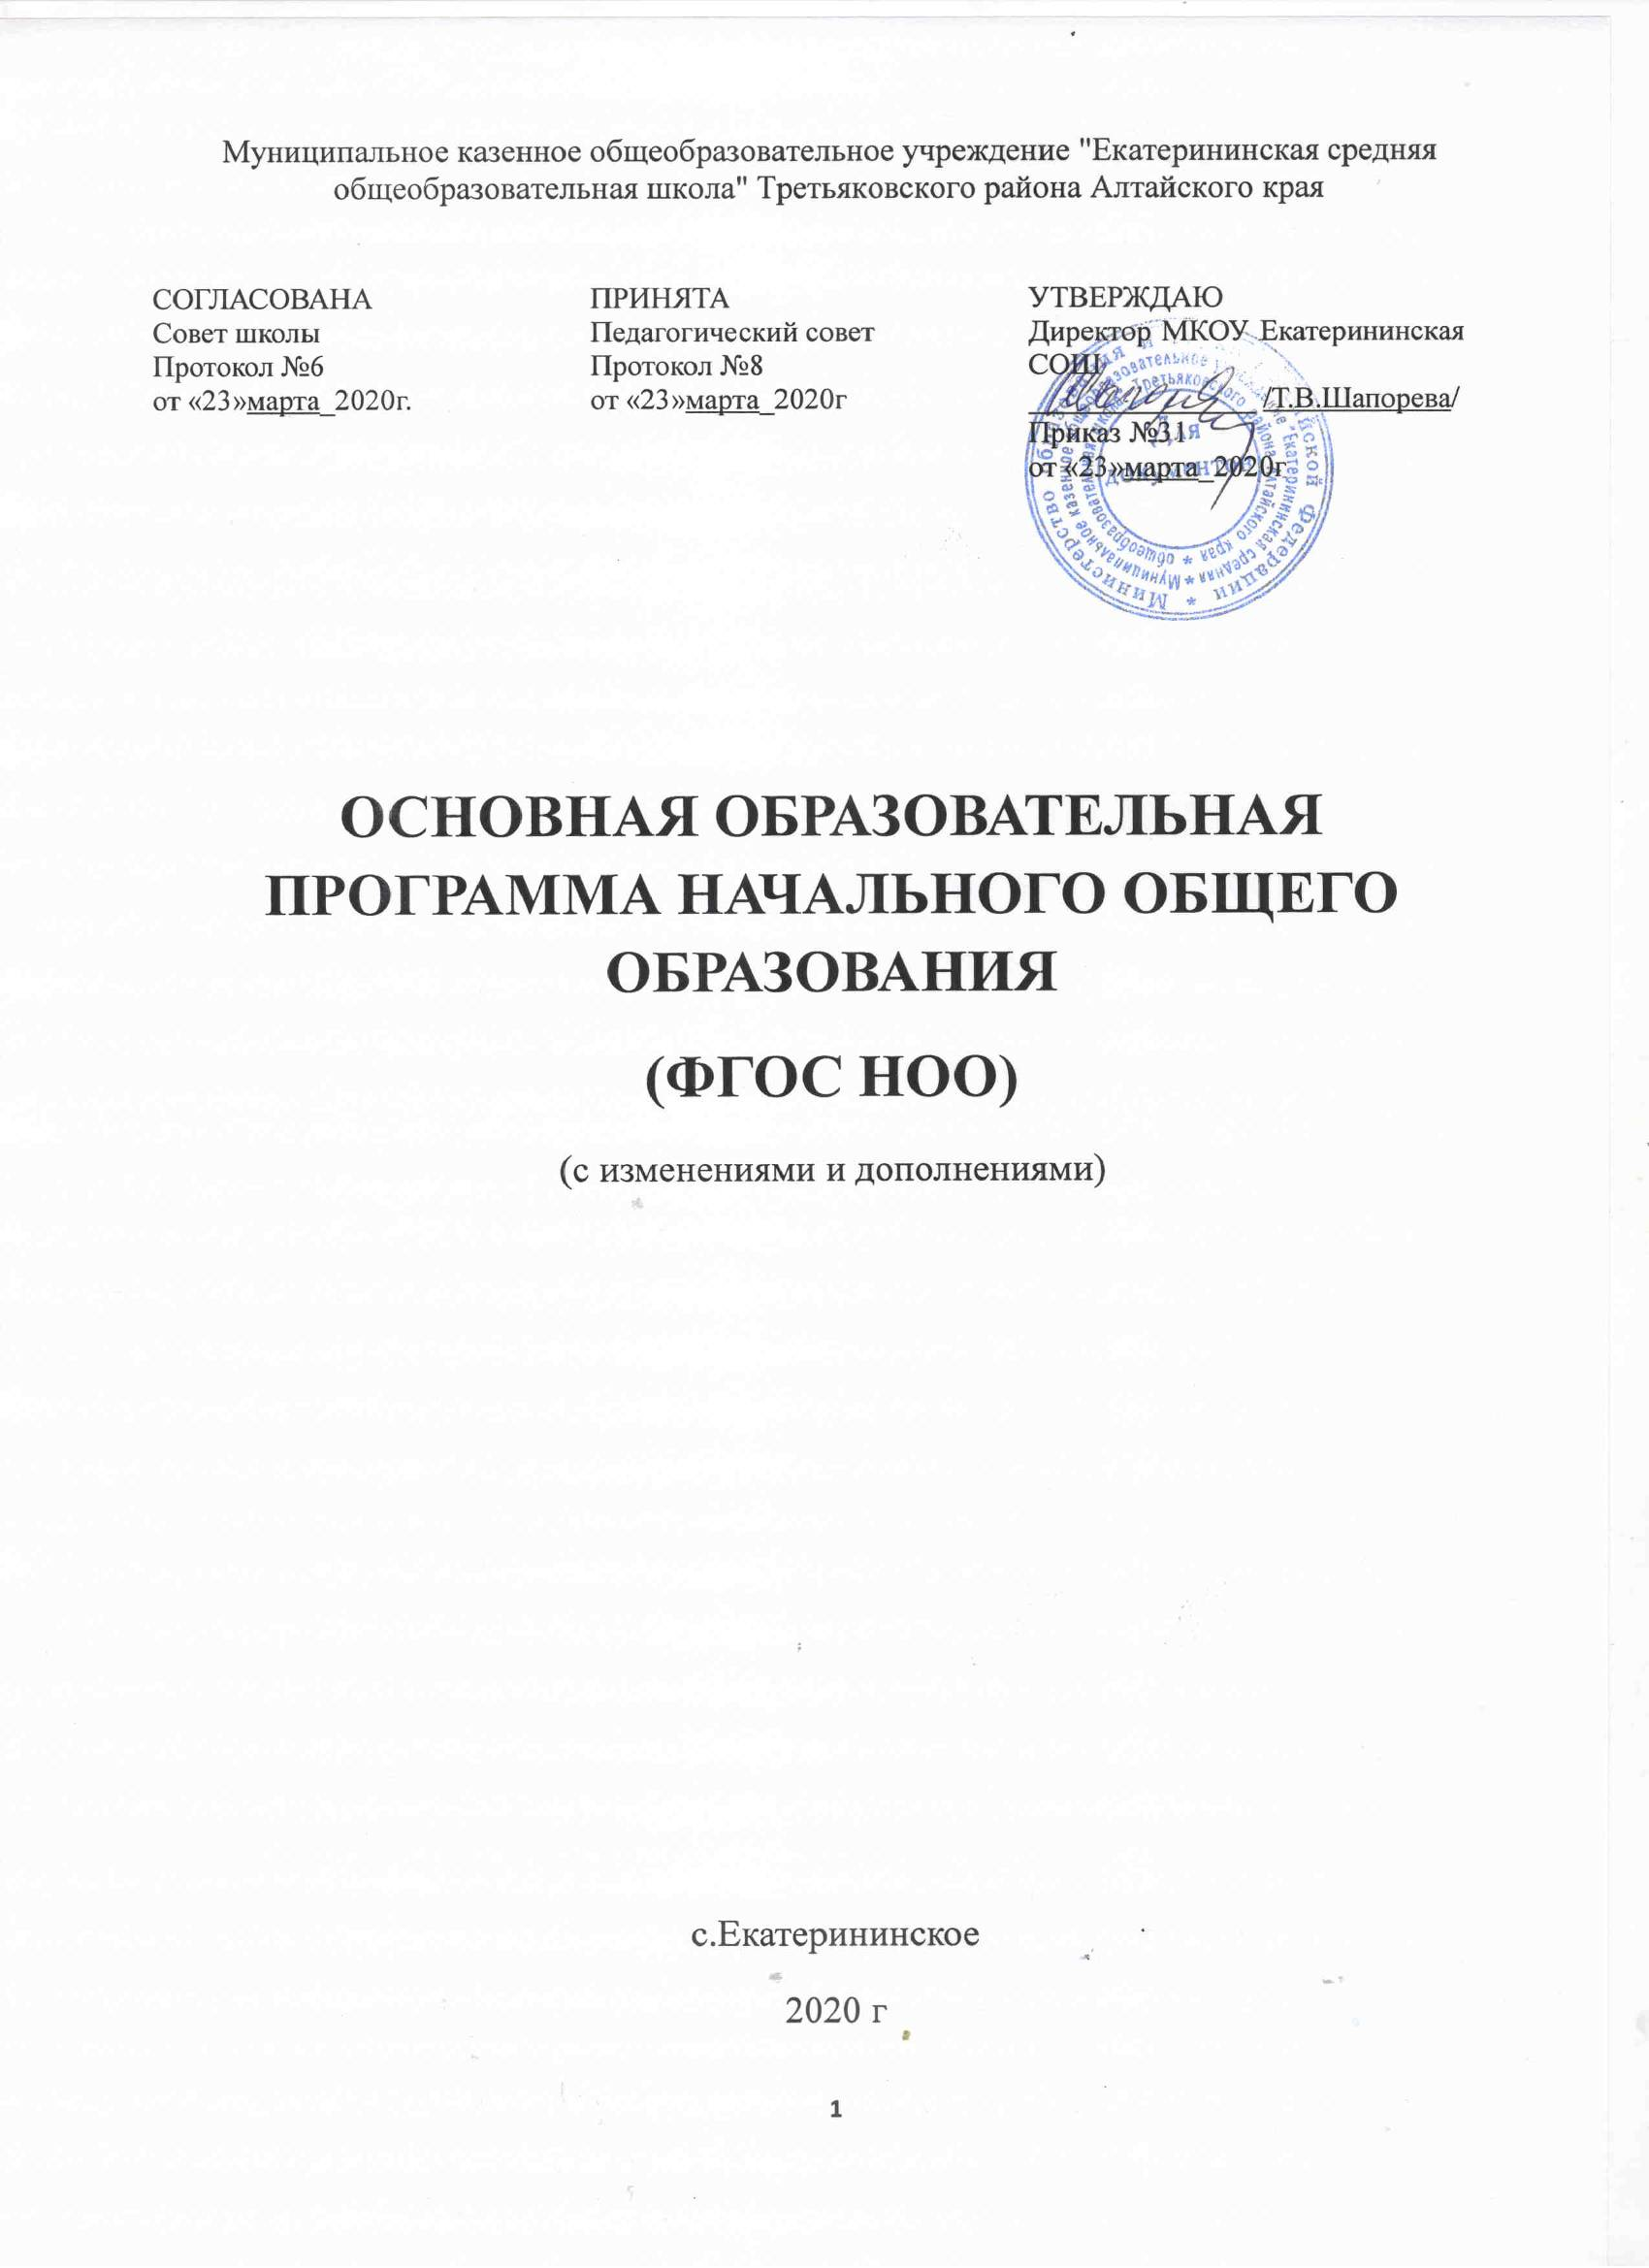 Муниципальное казенное общеобразовательное учреждение "Екатерининская средняя
общеобразовательная школа" Третьяковского района Алтайского края
СОГЛАСОВАНА
Совет школы
Протокол №6
от «23»марта_2020г.
ПРИНЯТА
Педагогический совет
Протокол №8
от «23»марта_2020г
УТВЕРЖДАЮ
Директор МКОУ Екатерининская
СОШ
/Т.В.Шапорева/
Приказ №31
от «23»марта_2020г
Для
документов
ОСНОВНАЯ ОБРАЗОВАТЕЛЬНАЯ
ПРОГРАММА НАЧАЛЬНОГО ОБЩЕГО
ОБРАЗОВАНИЯ
(ФГОС НОО)
(с изменениями и дополнениями)
с.Екатерининское
2020 г
1